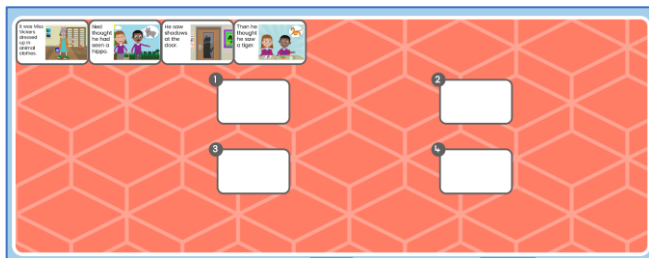 It was Miss
Vickers
dressed
up in
animal
clothes.
Ned
thought
he had
seen a
hippo.
He saw
shadows
at the
door.
Then he
thought
he saw
a tiger.
1
2
3
4